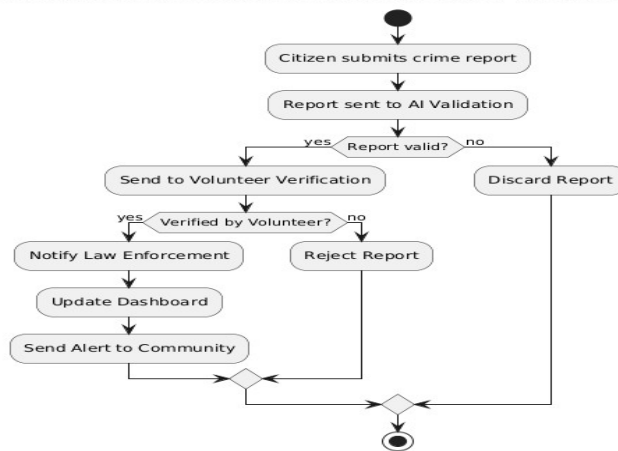 Citizen submits crime report
Report sent to AI Validation
yes
Report valid?
no
Send to Volunteer Verification
Discard Report
yes
Verified by Volunteer?
no
Notify Law Enforcement
Reject Report
Update Dashboard
Send Alert to Community